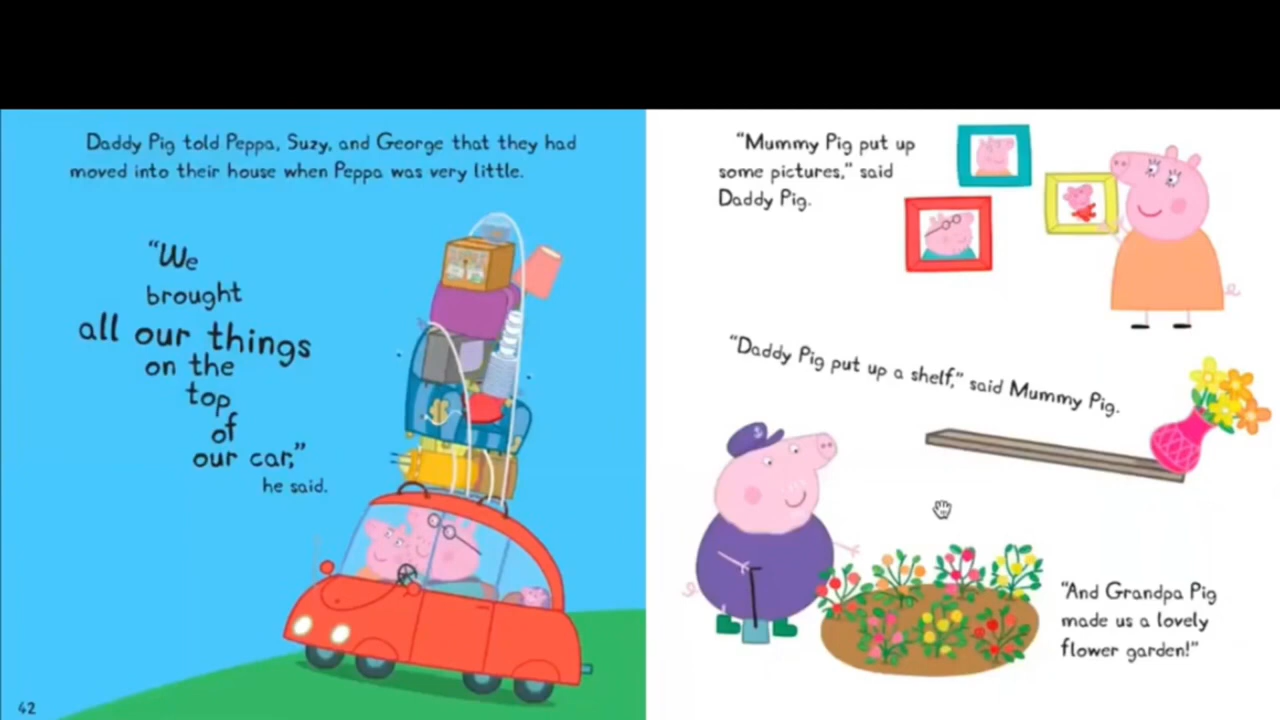 Daddy Pig told Peppa, Suzy, and George that they had
moved into their house when Peppa was very little.
"We
brought
all our things
on the
top
of
our car,"
he said.
42
"Mummy Pig put up
some pictures," said
Daddy Pig.
"Daddy Pig put up a shelf," said Mummy Pig.
"And Grandpa Pig
made us a lovely
flower garden!"